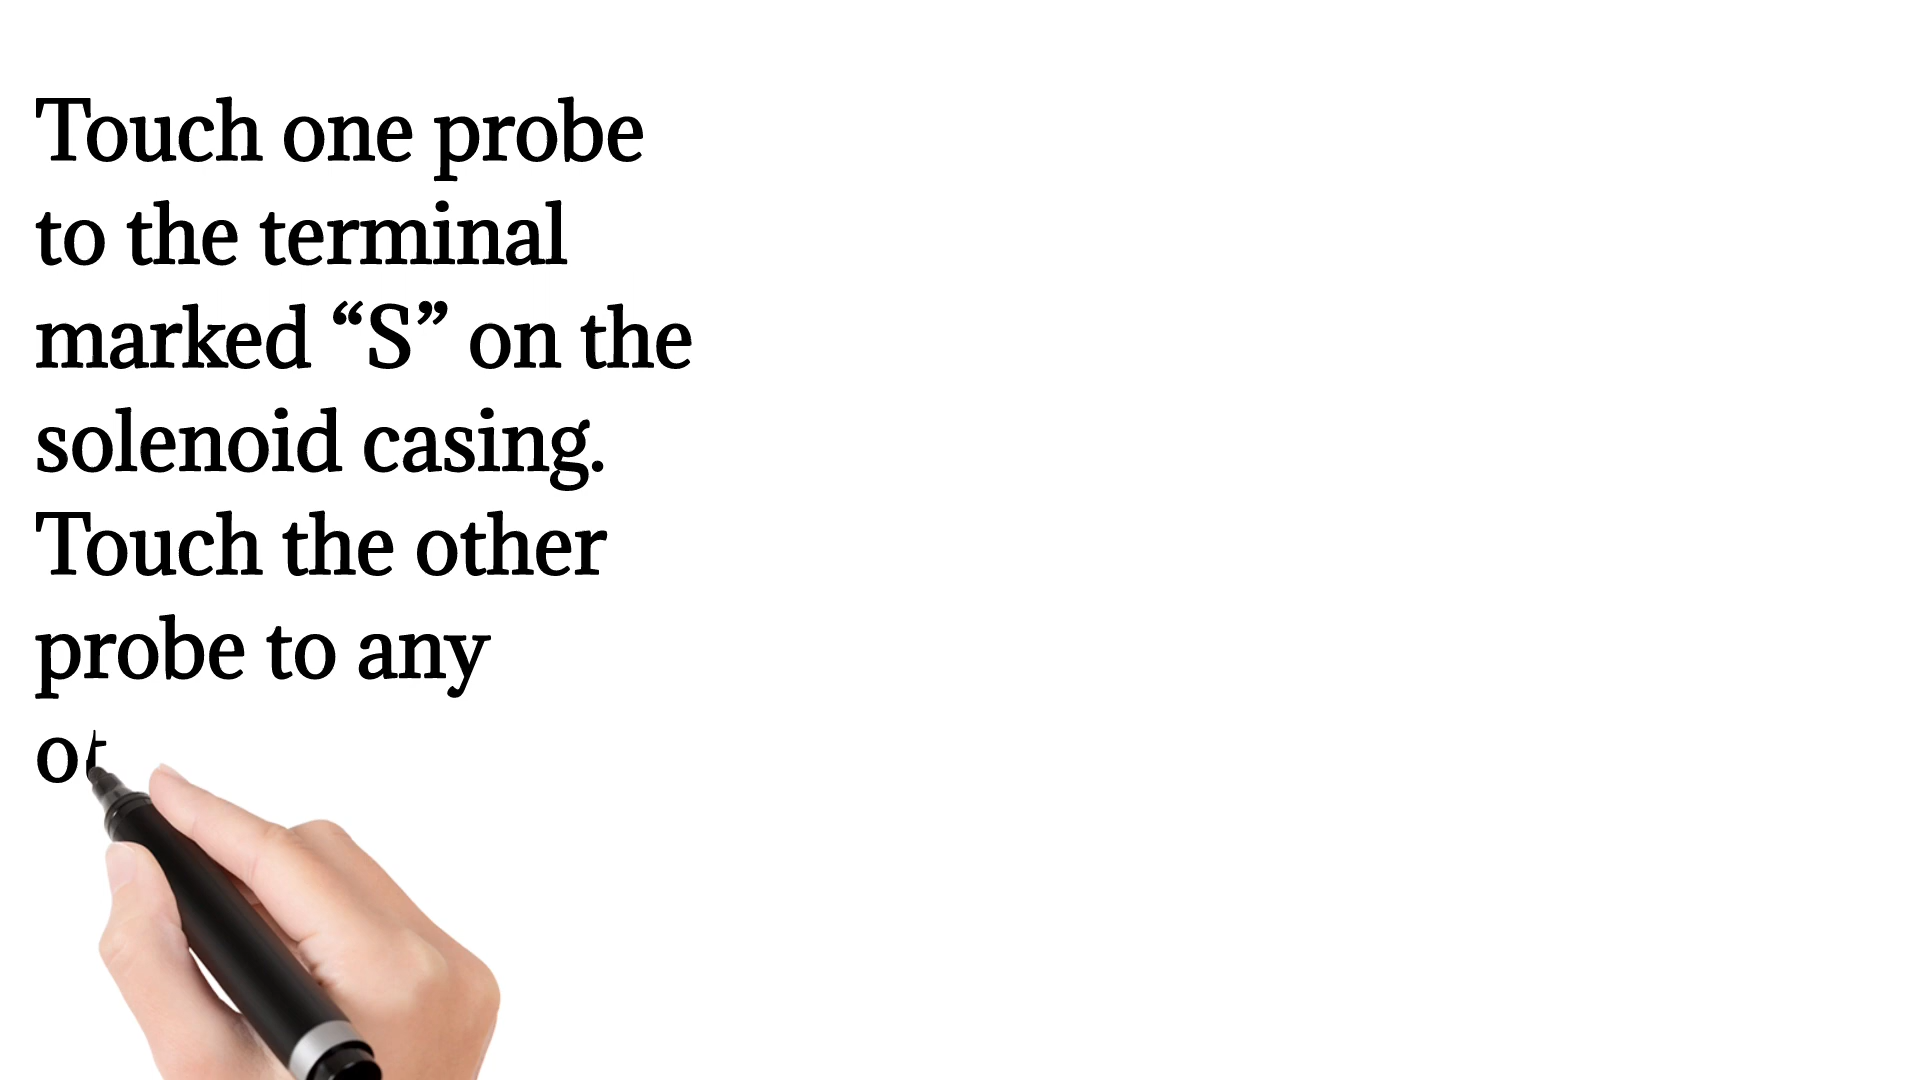 Touch one probe
to the terminal
marked “S” on the
solenoid casing.
Touch the other
probe to any